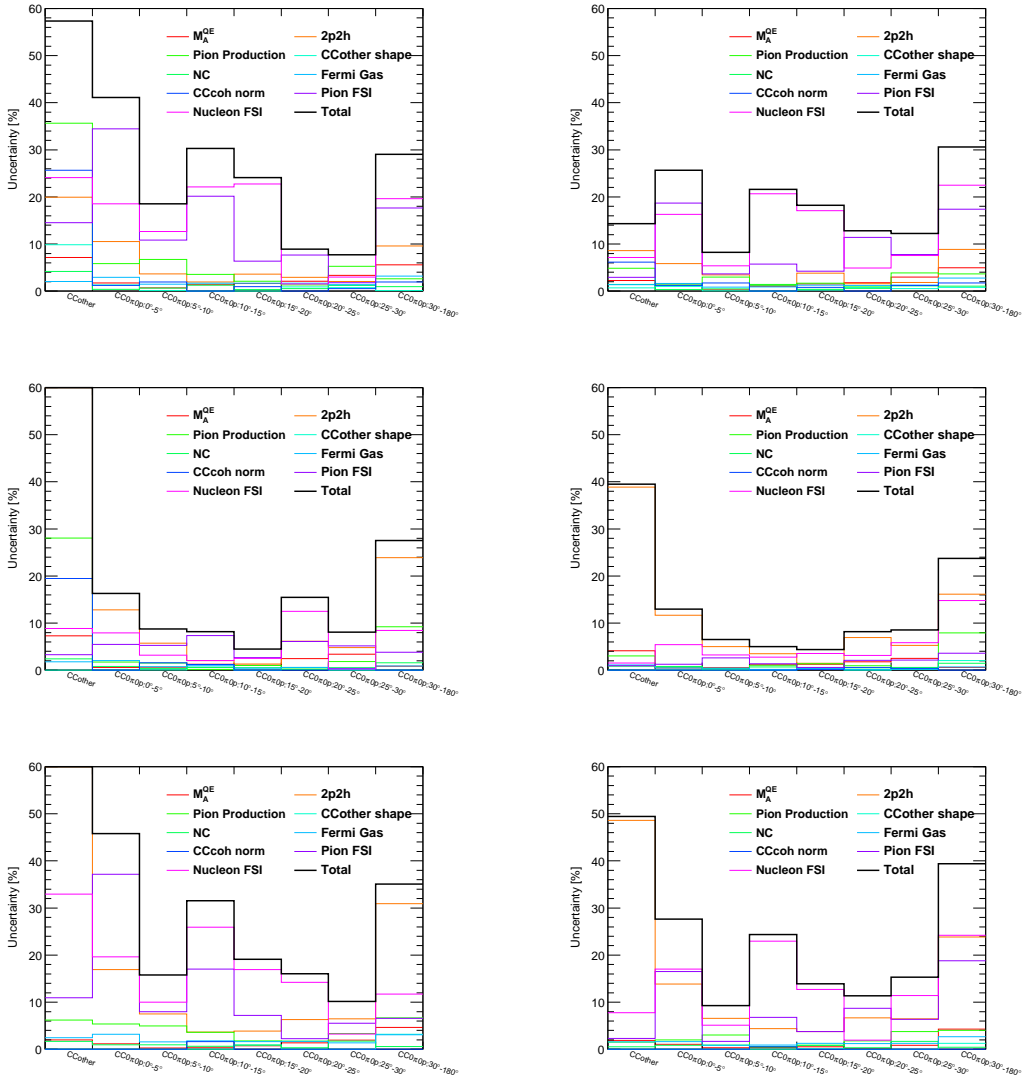 60
50
40
30
20
10
0
Uncertainty [%]
M_A^QE 2p2h
Pion Production CCother shape
NC Fermi Gas
CCcoh norm Pion FSI
Nucleon FSI Total
CCother CC0π0p:0°-5° CC0π0p:5°-10° CC0π0p:10°-15° CC0π0p:15°-20° CC0π0p:20°-25° CC0π0p:25°-30° CC0π0p:30°-180°
60
50
40
30
20
10
0
Uncertainty [%]
M_A^QE 2p2h
Pion Production CCother shape
NC Fermi Gas
CCcoh norm Pion FSI
Nucleon FSI Total
CCother CC0π0p:0°-5° CC0π0p:5°-10° CC0π0p:10°-15° CC0π0p:15°-20° CC0π0p:20°-25° CC0π0p:25°-30° CC0π0p:30°-180°
60
50
40
30
20
10
0
Uncertainty [%]
M_A^QE 2p2h
Pion Production CCother shape
NC Fermi Gas
CCcoh norm Pion FSI
Nucleon FSI Total
CCother CC0π0p:0°-5° CC0π0p:5°-10° CC0π0p:10°-15° CC0π0p:15°-20° CC0π0p:20°-25° CC0π0p:25°-30° CC0π0p:30°-180°
60
50
40
30
20
10
0
Uncertainty [%]
M_A^QE 2p2h
Pion Production CCother shape
NC Fermi Gas
CCcoh norm Pion FSI
Nucleon FSI Total
CCother CC0π0p:0°-5° CC0π0p:5°-10° CC0π0p:10°-15° CC0π0p:15°-20° CC0π0p:20°-25° CC0π0p:25°-30° CC0π0p:30°-180°
60
50
40
30
20
10
0
Uncertainty [%]
M_A^QE 2p2h
Pion Production CCother shape
NC Fermi Gas
CCcoh norm Pion FSI
Nucleon FSI Total
CCother CC0π0p:0°-5° CC0π0p:5°-10° CC0π0p:10°-15° CC0π0p:15°-20° CC0π0p:20°-25° CC0π0p:25°-30° CC0π0p:30°-180°
60
50
40
30
20
10
0
Uncertainty [%]
M_A^QE 2p2h
Pion Production CCother shape
NC Fermi Gas
CCcoh norm Pion FSI
Nucleon FSI Total
CCother CC0π0p:0°-5° CC0π0p:5°-10° CC0π0p:10°-15° CC0π0p:15°-20° CC0π0p:20°-25° CC0π0p:25°-30° CC0π0p:30°-180°